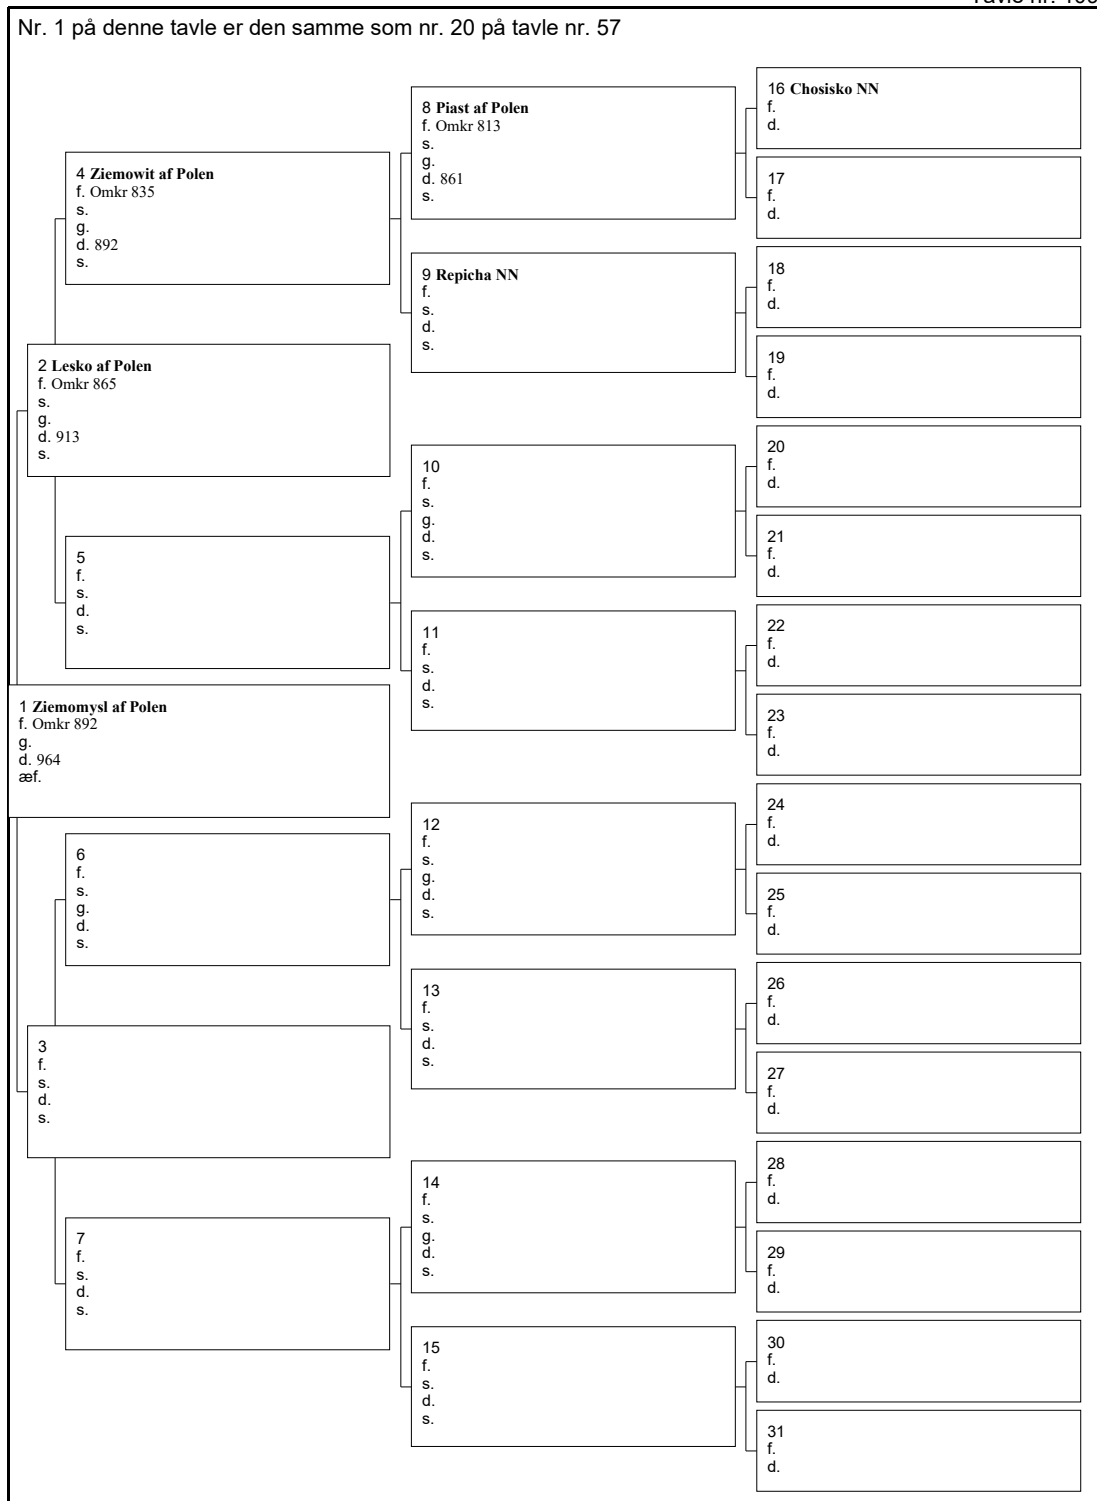 Nr. 1 på denne tavle er den samme som nr. 20 på tavle nr. 57
16 Chosisko NN
f.
d.
8 Piast af Polen
f. Omkr 813
s.
g.
d. 861
s.
17
f.
d.
4 Ziemowit af Polen
f. Omkr 835
s.
g.
d. 892
s.
18
f.
d.
9 Repicha NN
f.
s.
d.
s.
19
f.
d.
2 Lesko af Polen
f. Omkr 865
s.
g.
d. 913
s.
20
f.
d.
10
f.
s.
g.
d.
s.
21
f.
d.
5
f.
s.
d.
s.
22
f.
d.
11
f.
s.
d.
s.
23
f.
d.
1 Ziemomysl af Polen
f. Omkr 892
g.
d. 964
æf.
24
f.
d.
12
f.
s.
g.
d.
s.
25
f.
d.
6
f.
s.
g.
d.
s.
26
f.
d.
13
f.
s.
d.
s.
27
f.
d.
3
f.
s.
d.
s.
28
f.
d.
14
f.
s.
g.
d.
s.
29
f.
d.
7
f.
s.
d.
s.
30
f.
d.
15
f.
s.
d.
s.
31
f.
d.